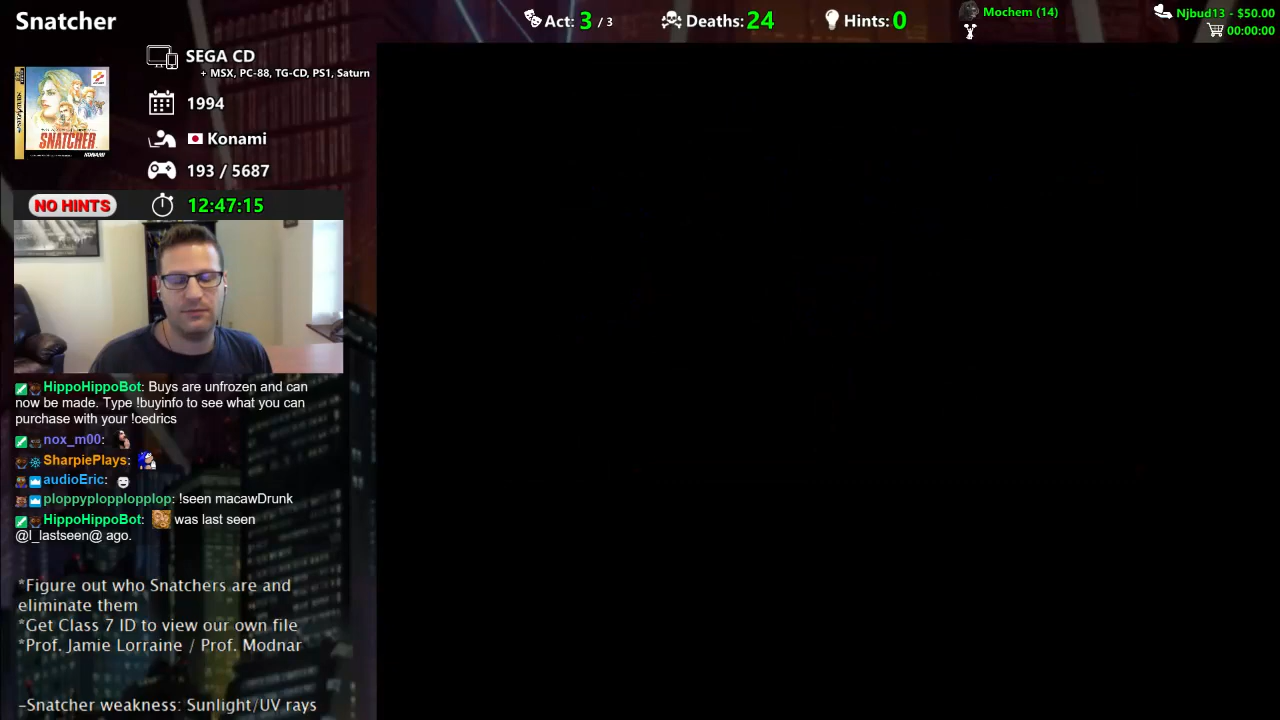 Snatcher
Act: 3 / 3
Deaths: 24
Hints: 0
Mochem (14)
Njbud13 - $50.00
00:00:00
SEGA CD
+ MSX, PC-88, TG-CD, PS1, Saturn
1994
Konami
193 / 5687
SNATCHER
KONAMI
NO HINTS
12:47:15
HippoHippoBot: Buys are unfrozen and can
now be made. Type !buyinfo to see what you can
purchase with your !cedrics
nox_m00:
SharpiePlays:
audioEric:
ploppyplopplopplop: !seen macawDrunk
HippoHippoBot: was last seen
@l_lastseen@ ago.
*Figure out who Snatchers are and
eliminate them
*Get Class 7 ID to view our own file
*Prof. Jamie Lorraine / Prof. Modnar
-Snatcher weakness: Sunlight/UV rays